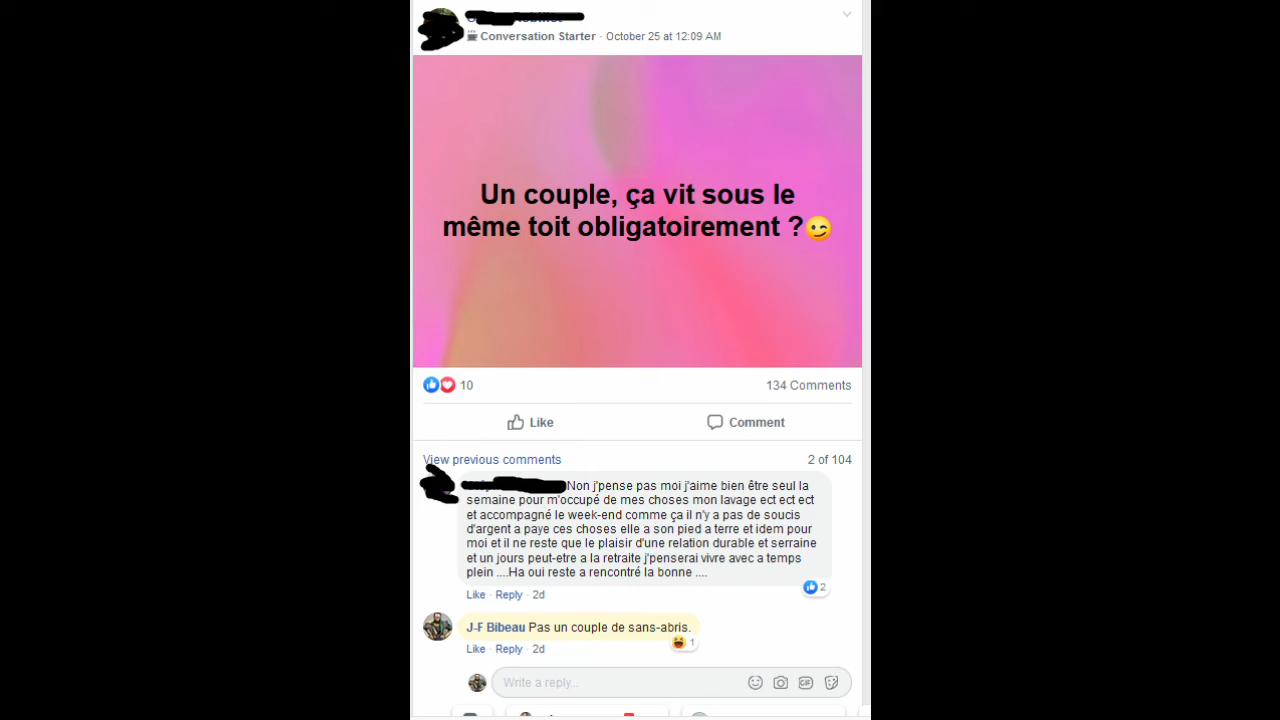 Conversation Starter · October 25 at 12:09 AM
Un couple, ça vit sous le
même toit obligatoirement ?😉
10
134 Comments
Like
Comment
View previous comments
2 of 104
Non j'pense pas moi j'aime bien être seul la
semaine pour m'occupé de mes choses mon lavage ect ect ect
et accompagné le week-end comme ça il n'y a pas de soucis
d'argent a paye ces choses elle a son pied a terre et idem pour
moi et il ne reste que le plaisir d'une relation durable et serraine
et un jours peut-etre a la retraite j'penserai vivre avec a temps
plein ....Ha oui reste a rencontré la bonne ....
2
Like · Reply · 2d
J-F Bibeau Pas un couple de sans-abris.
1
Like · Reply · 2d
Write a reply...
GIF